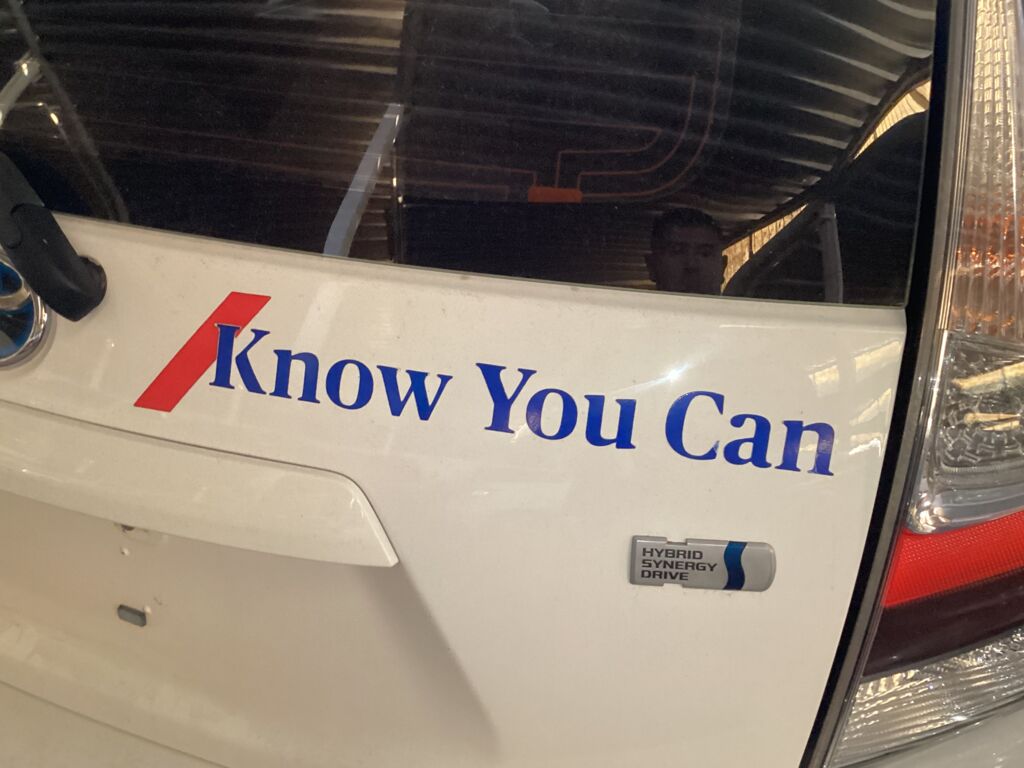 Know You Can
HYBRID
SYNERGY
DRIVE